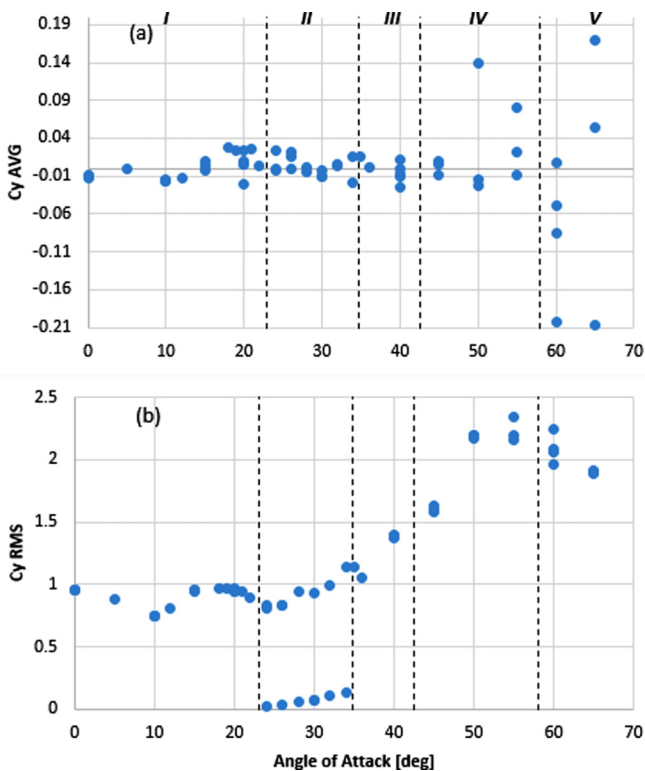 I II III IV V
(a)
0.19
0.14
0.09
0.04
-0.01
-0.06
-0.11
-0.16
-0.21
Cy AVG
0 10 20 30 40 50 60 70
(b)
2.5
2
1.5
1
0.5
0
Cy RMS
0 10 20 30 40 50 60 70
Angle of Attack [deg]